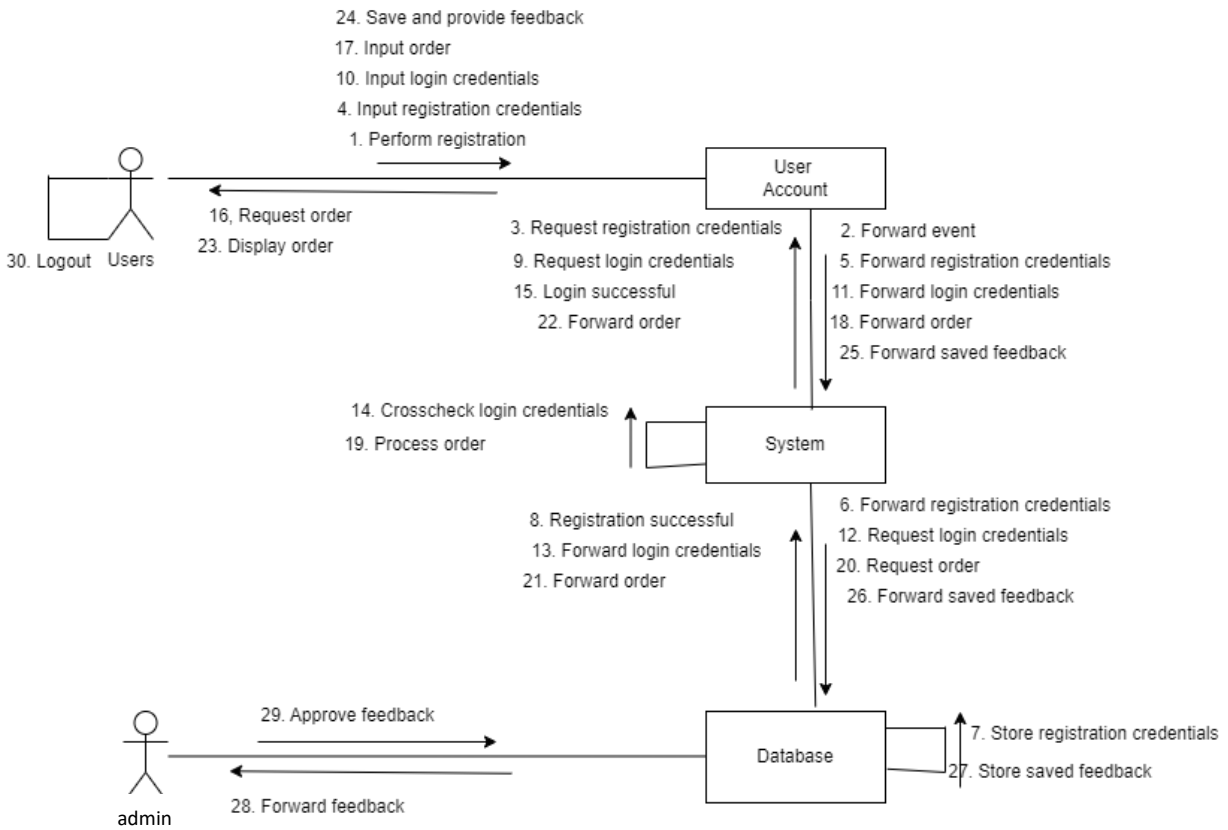 24. Save and provide feedback
17. Input order
10. Input login credentials
4. Input registration credentials
1. Perform registration
User
Account
16, Request order
23. Display order
30. Logout
Users
3. Request registration credentials
9. Request login credentials
15. Login successful
22. Forward order
2. Forward event
5. Forward registration credentials
11. Forward login credentials
18. Forward order
25. Forward saved feedback
14. Crosscheck login credentials
19. Process order
System
8. Registration successful
13. Forward login credentials
21. Forward order
6. Forward registration credentials
12. Request login credentials
20. Request order
26. Forward saved feedback
29. Approve feedback
28. Forward feedback
admin
Database
7. Store registration credentials
27. Store saved feedback